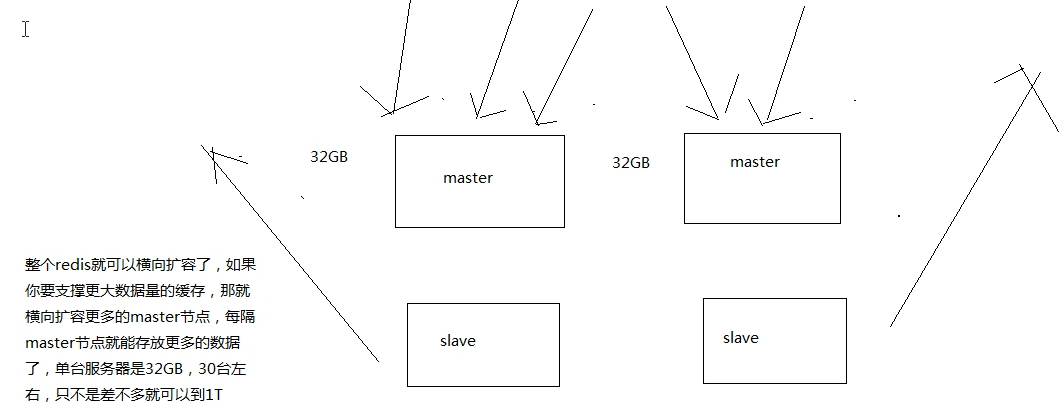 32GB
master
32GB
master
整个redis就可以横向扩容了，如果
你要支撑更大数据量的缓存，那就
横向扩容更多的master节点，每隔
master节点就能存放更多的数据
了，单台服务器是32GB，30台左
右，只不是差不多就可以到1T
slave
slave